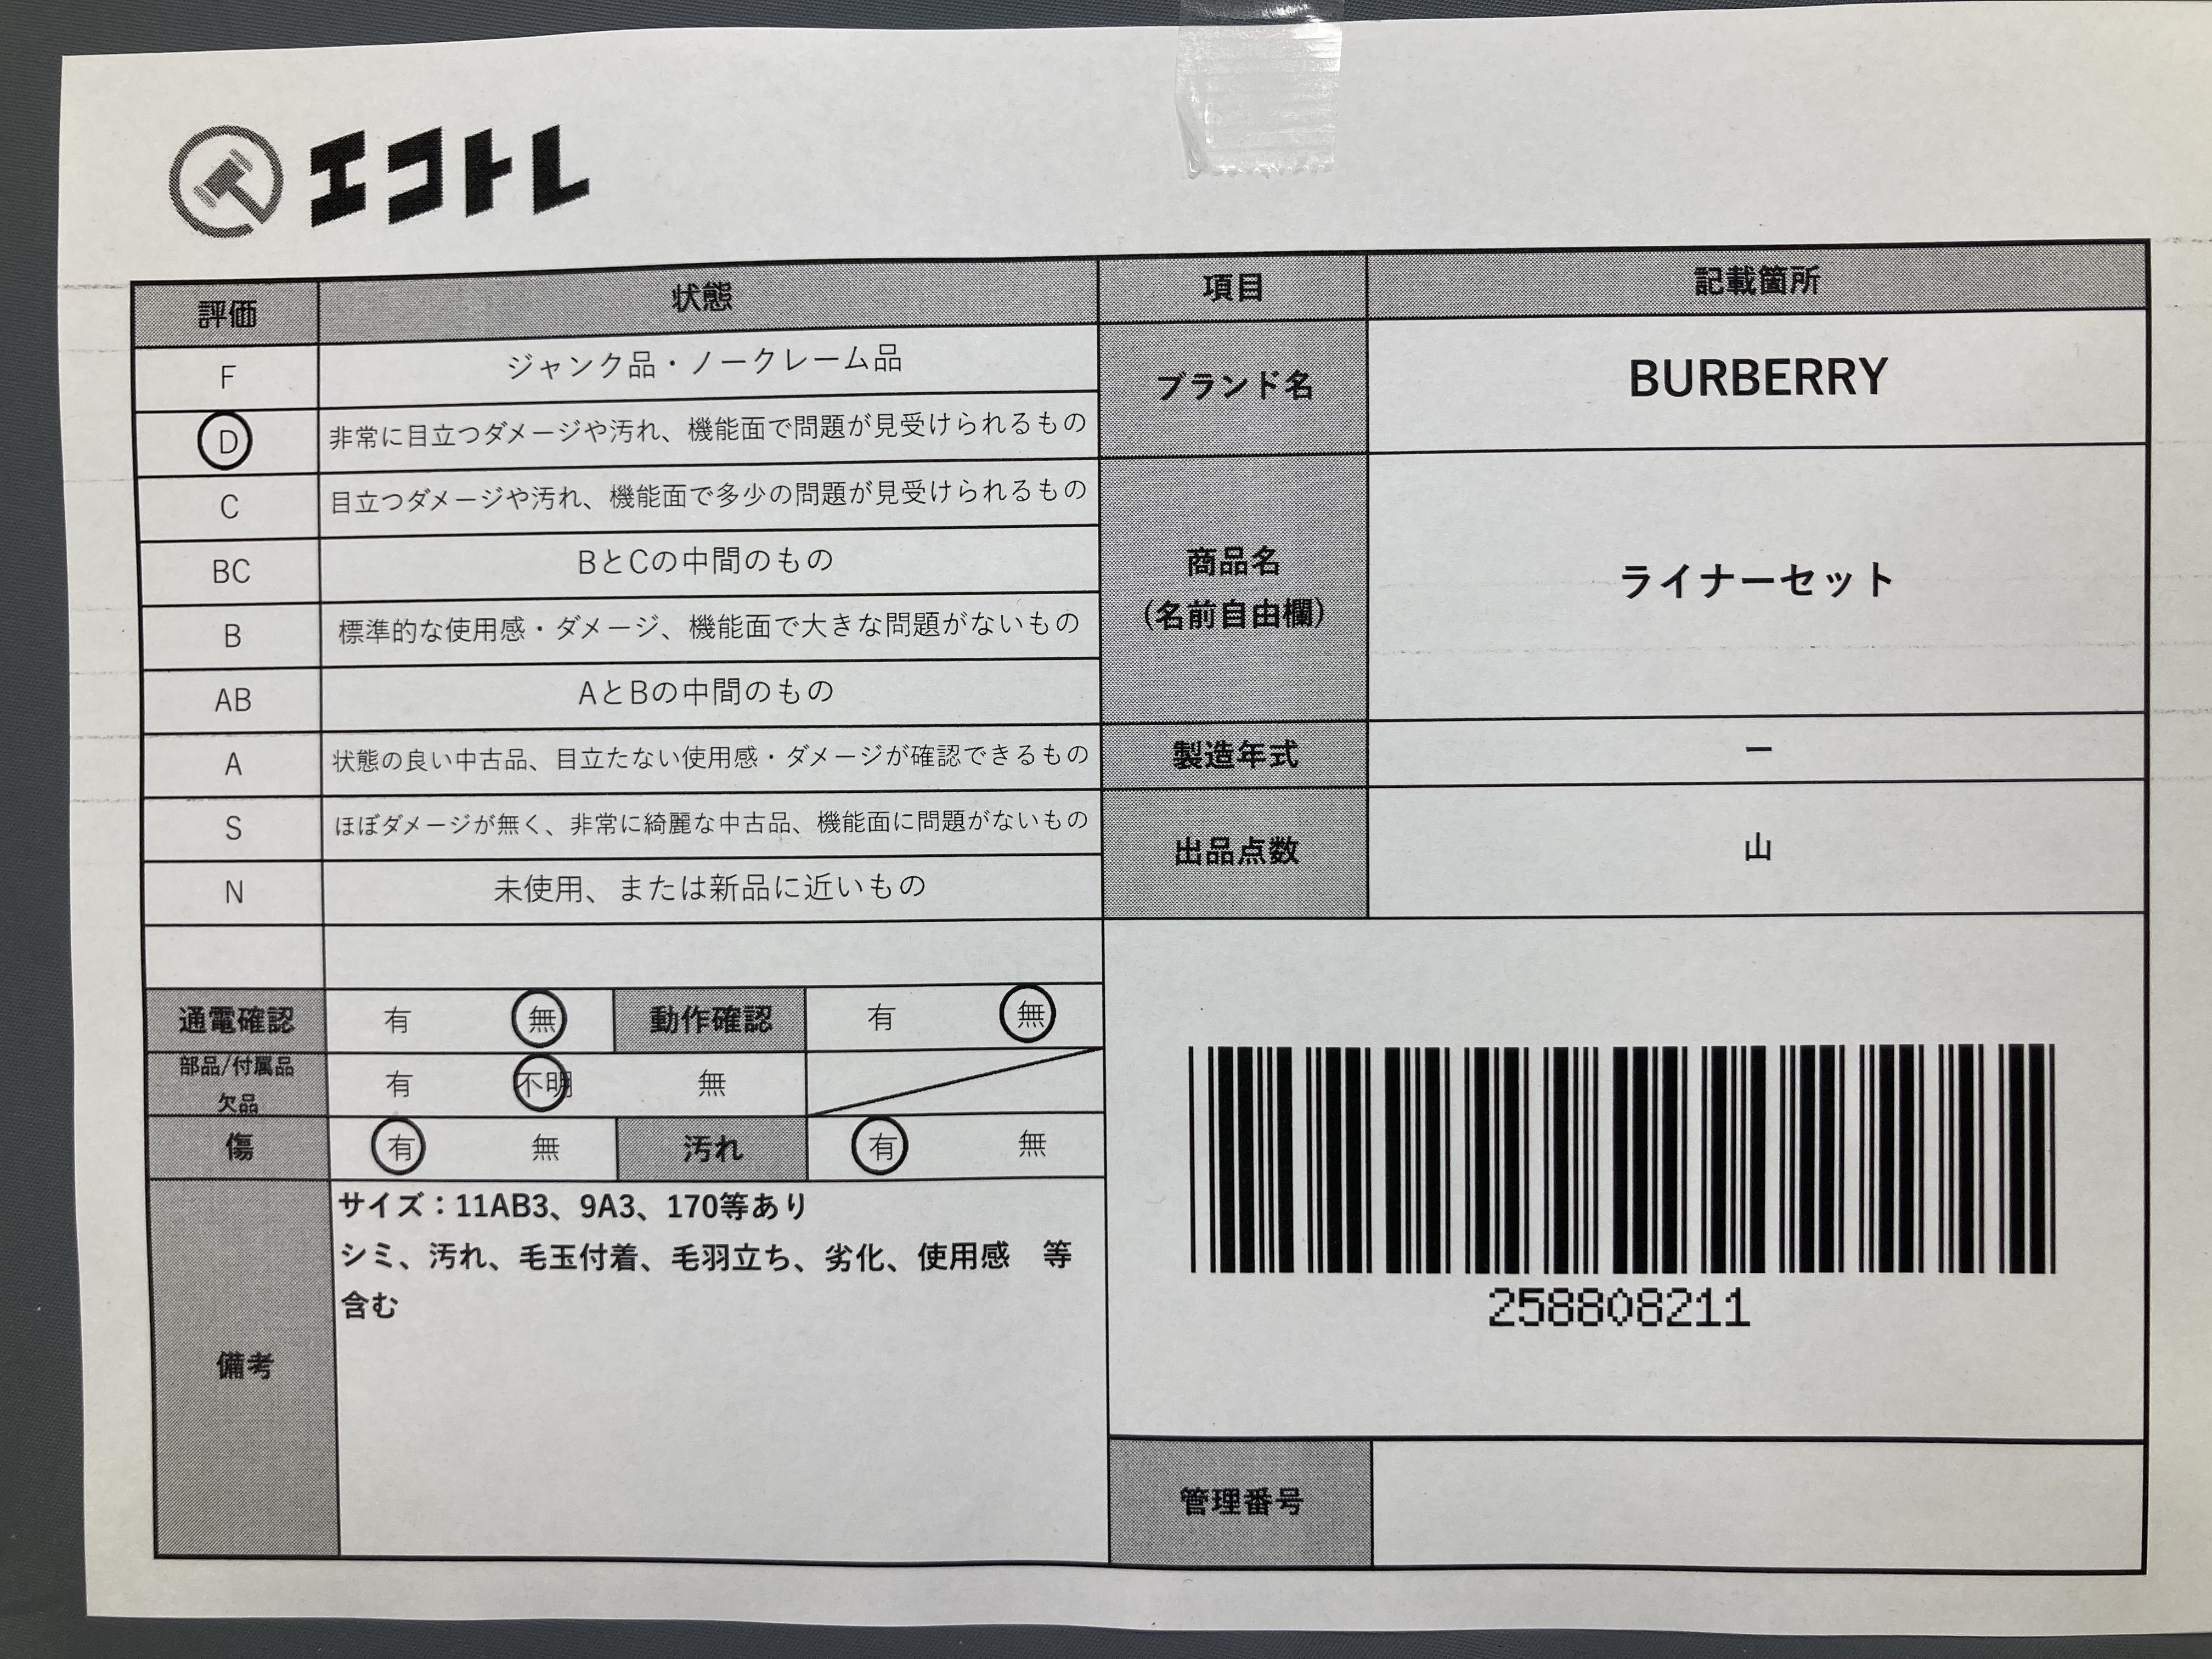 エコトレ
評価 状態
F ジャンク品・ノークレーム品
D 非常に目立つダメージや汚れ、機能面で問題が見受けられるもの
C 目立つダメージや汚れ、機能面で多少の問題が見受けられるもの
BC BとCの中間のもの
B 標準的な使用感・ダメージ、機能面で大きな問題がないもの
AB AとBの中間のもの
A 状態の良い中古品、目立たない使用感・ダメージが確認できるもの
S ほぼダメージが無く、非常に綺麗な中古品、機能面に問題がないもの
N 未使用、または新品に近いもの
通電確認 有 無 動作確認 有 無
部品/付属品
欠品
有 不明 無
傷 有 無 汚れ 有 無
備考
サイズ：11AB3、9A3、170等あり
シミ、汚れ、毛玉付着、毛羽立ち、劣化、使用感　等
含む
項目 記載箇所
ブランド名 BURBERRY
商品名
(名前自由欄)
ライナーセット
製造年式 ー
出品点数 山
258808211
管理番号